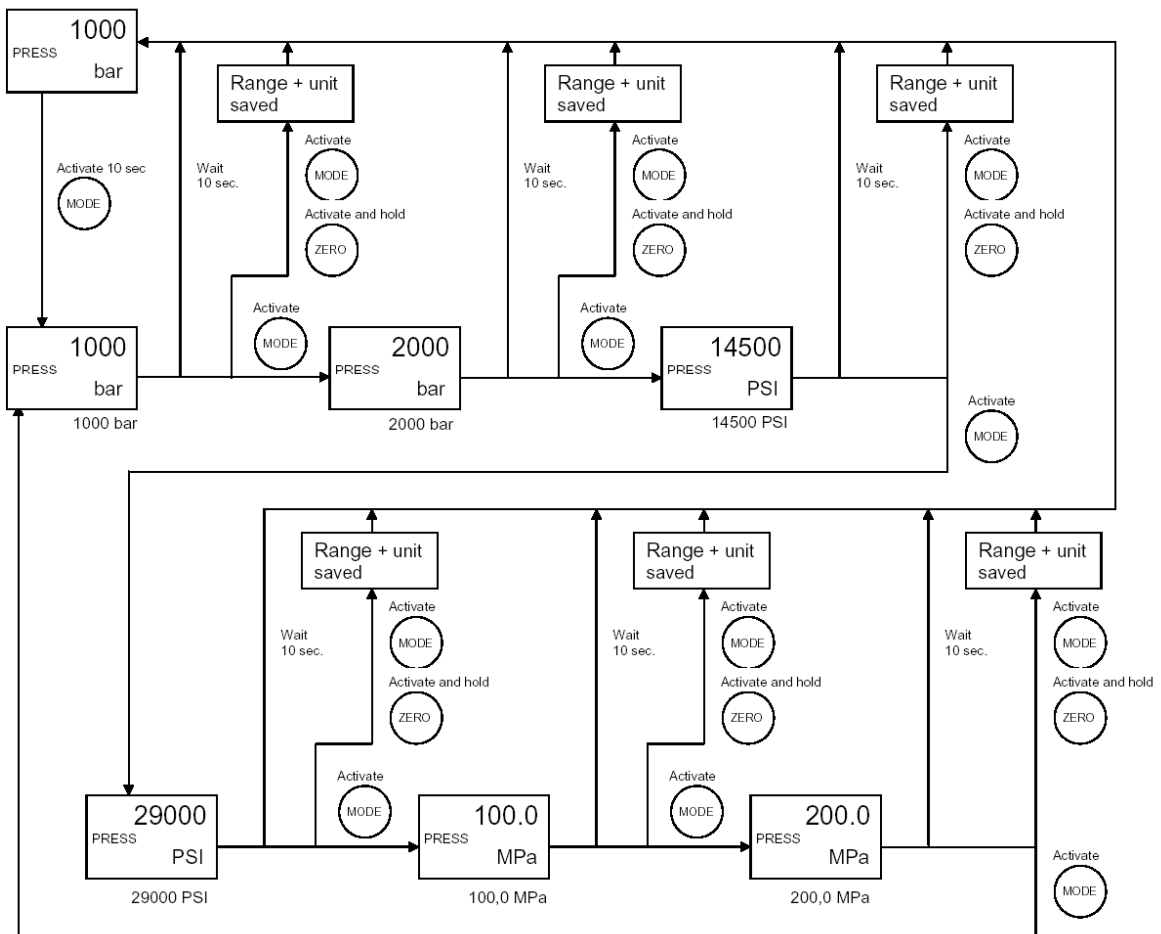 1000
PRESS
bar
Activate 10 sec
MODE
Wait
10 sec.
Range + unit
saved
Activate
MODE
Activate and hold
ZERO
Wait
10 sec.
Range + unit
saved
Activate
MODE
Activate and hold
ZERO
Wait
10 sec.
Range + unit
saved
Activate
MODE
Activate and hold
ZERO
1000
PRESS
bar
1000 bar
Activate
MODE
2000
PRESS
bar
2000 bar
Activate
MODE
14500
PRESS
PSI
14500 PSI
Activate
MODE
Wait
10 sec.
Range + unit
saved
Activate
MODE
Activate and hold
ZERO
Wait
10 sec.
Range + unit
saved
Activate
MODE
Activate and hold
ZERO
Wait
10 sec.
Range + unit
saved
Activate
MODE
Activate and hold
ZERO
29000
PRESS
PSI
29000 PSI
Activate
MODE
100.0
PRESS
MPa
100,0 MPa
Activate
MODE
200.0
PRESS
MPa
200,0 MPa
Activate
MODE